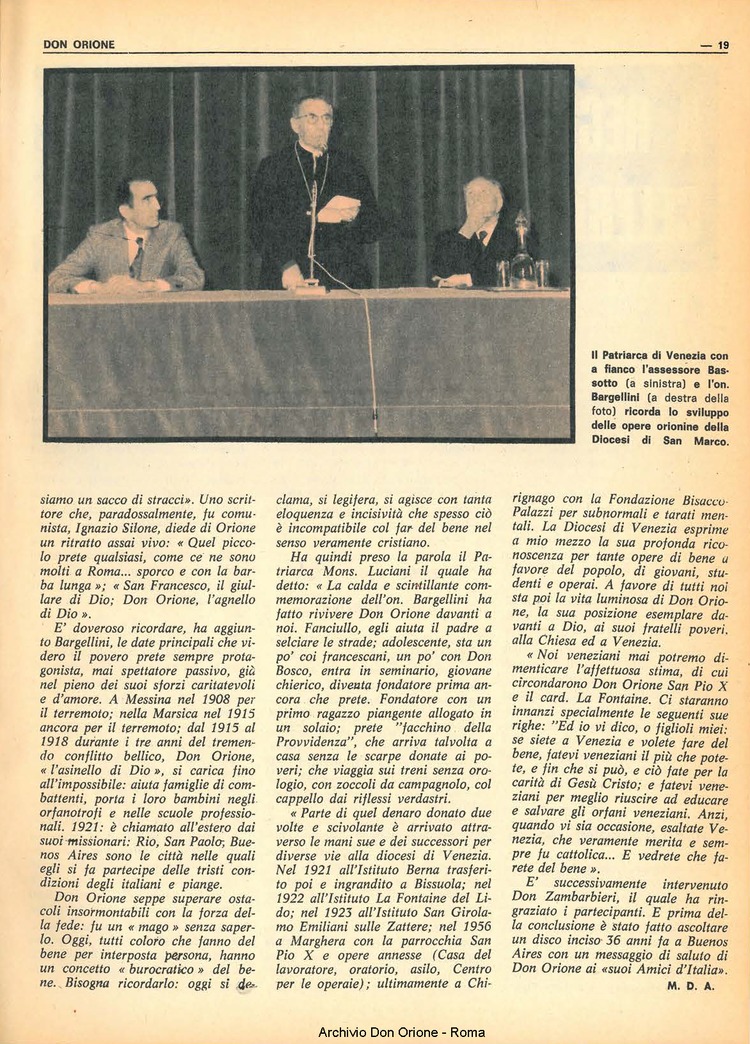 DON ORIONE
— 19
Il Patriarca di Venezia con
a fianco l'assessore Bas-
sotto (a sinistra) e l'on.
Bargellini (a destra della
foto) ricorda lo sviluppo
delle opere orionine della
Diocesi di San Marco.
siamo un sacco di stracci». Uno scrit-
tore che, paradossalmente, fu comu-
nista, Ignazio Silone, diede di Orione
un ritratto assai vivo: « Quel picco-
lo prete qualsiasi, come ce ne sono
molti a Roma... sporco e con la bar-
ba lunga »; « San Francesco, il giul-
lare di Dio; Don Orione, l'agnello
di Dio ».
E' doveroso ricordare, ha aggiun-
to Bargellini, le date principali che vi-
dero il povero prete sempre prota-
gonista, mai spettatore passivo, già
nel pieno dei suoi sforzi caritatevoli
e d'amore. A Messina nel 1908 per
il terremoto; nella Marsica nel 1915
ancora per il terremoto; dal 1915 al
1918 durante i tre anni del tremen-
do conflitto bellico, Don Orione,
« l'asinello di Dio », si carica fino
all'impossibile: aiuta famiglie di com-
battenti, porta i loro bambini negli
orfanotrofi e nelle scuole professio-
nali. 1921: è chiamato all'estero dai
suoi missionari: Rio, San Paolo, Bue-
nos Aires sono le città nelle quali
egli si fa partecipe delle tristi con-
dizioni degli italiani e piange.
Don Orione seppe superare osta-
coli insormontabili con la forza del-
la fede: fu un « mago » senza saper-
lo. Oggi, tutti coloro che fanno del
bene per interposta persona, hanno
un concetto « burocratico » del be-
ne. Bisogna ricordarlo: oggi si de-
clama, si legifera, si agisce con tanta
eloquenza e incisività che spesso ciò
è incompatibile col far del bene nel
senso veramente cristiano.
Ha quindi preso la parola il Pa-
triarca Mons. Luciani il quale ha
detto: « La calda e scintillante com-
memorazione dell'on. Bargellini ha
fatto rivivere Don Orione davanti a
noi. Fanciullo, egli aiuta il padre a
selciare le strade; adolescente, sta un
po' coi francescani, un po' con Don
Bosco, entra in seminario, giovane
chierico, diventa fondatore prima an-
cora che prete. Fondatore con un
primo ragazzo piangente allogato in
un solaio; prete "facchino della
Provvidenza", che arriva talvolta a
casa senza le scarpe donate ai po-
veri; che viaggia sui treni senza oro-
logio, con zoccoli da campagnolo, col
cappello dai riflessi verdastri.
« Parte di quel denaro donato due
volte e scivolante è arrivato attra-
verso le mani sue e dei successori per
diverse vie alla diocesi di Venezia.
Nel 1921 all'Istituto Berna trasferi-
to poi e ingrandito a Bissuola; nel
1922 all'Istituto La Fontaine del Li-
do; nel 1923 all'Istituto San Girola-
mo Emiliani sulle Zattere; nel 1956
a Marghera con la parrocchia San
Pio X e opere annesse (Casa del
lavoratore, oratorio, asilo, Centro
per le operaie); ultimamente a Chi-
rignago con la Fondazione Bisacco-
Palazzi per subnormali e tarati men-
tali. La Diocesi di Venezia esprime
a mio mezzo la sua profonda rico-
noscenza per tante opere di bene a
favore del popolo, di giovani, stu-
denti e operai. A favore di tutti noi
sta poi la vita luminosa di Don Orio-
ne, la sua posizione esemplare da-
vanti a Dio, ai suoi fratelli poveri,
alla Chiesa ed a Venezia.
« Noi veneziani mai potremo di-
menticare l'affettuosa stima, di cui
circondarono Don Orione San Pio X
e il card. La Fontaine. Ci staranno
innanzi specialmente le seguenti sue
righe: "Ed io vi dico, o figlioli miei:
se siete a Venezia e volete fare del
bene, fatevi veneziani il più che pote-
te, e fin che si può, e ciò fate per la
carità di Gesù Cristo; e fatevi vene-
ziani per meglio riuscire ad educare
e salvare gli orfani veneziani. Anzi,
quando vi sia occasione, esaltate Ve-
nezia, che veramente merita e sem-
pre fu cattolica... E vedrete che fa-
rete del bene ».
E' successivamente intervenuto
Don Zambarbieri, il quale ha rin-
graziato i partecipanti. E prima del-
la conclusione è stato fatto ascoltare
un disco inciso 36 anni fa a Buenos
Aires con un messaggio di saluto di
Don Orione ai «suoi Amici d'Italia».
M. D. A.
Archivio Don Orione - Roma